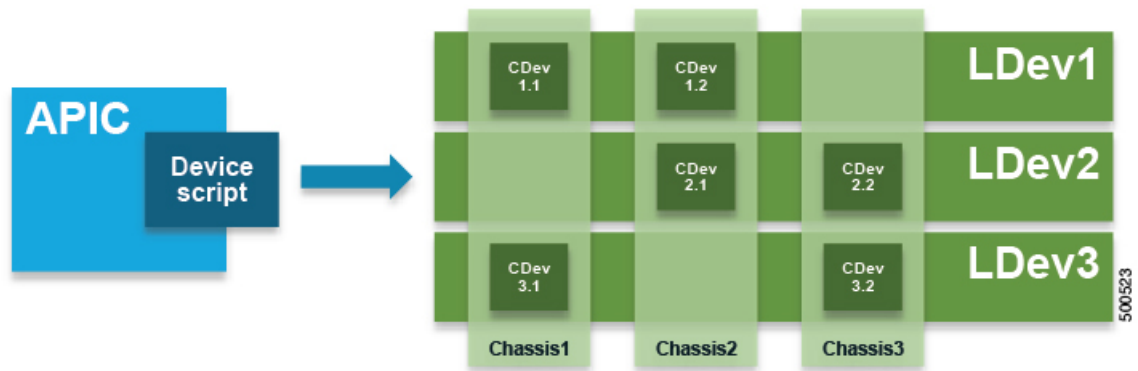 APIC
Device
script
CDev
1.1
CDev
1.2
LDev1
CDev
2.1
CDev
2.2
LDev2
CDev
3.1
CDev
3.2
LDev3
Chassis1
Chassis2
Chassis3
500523